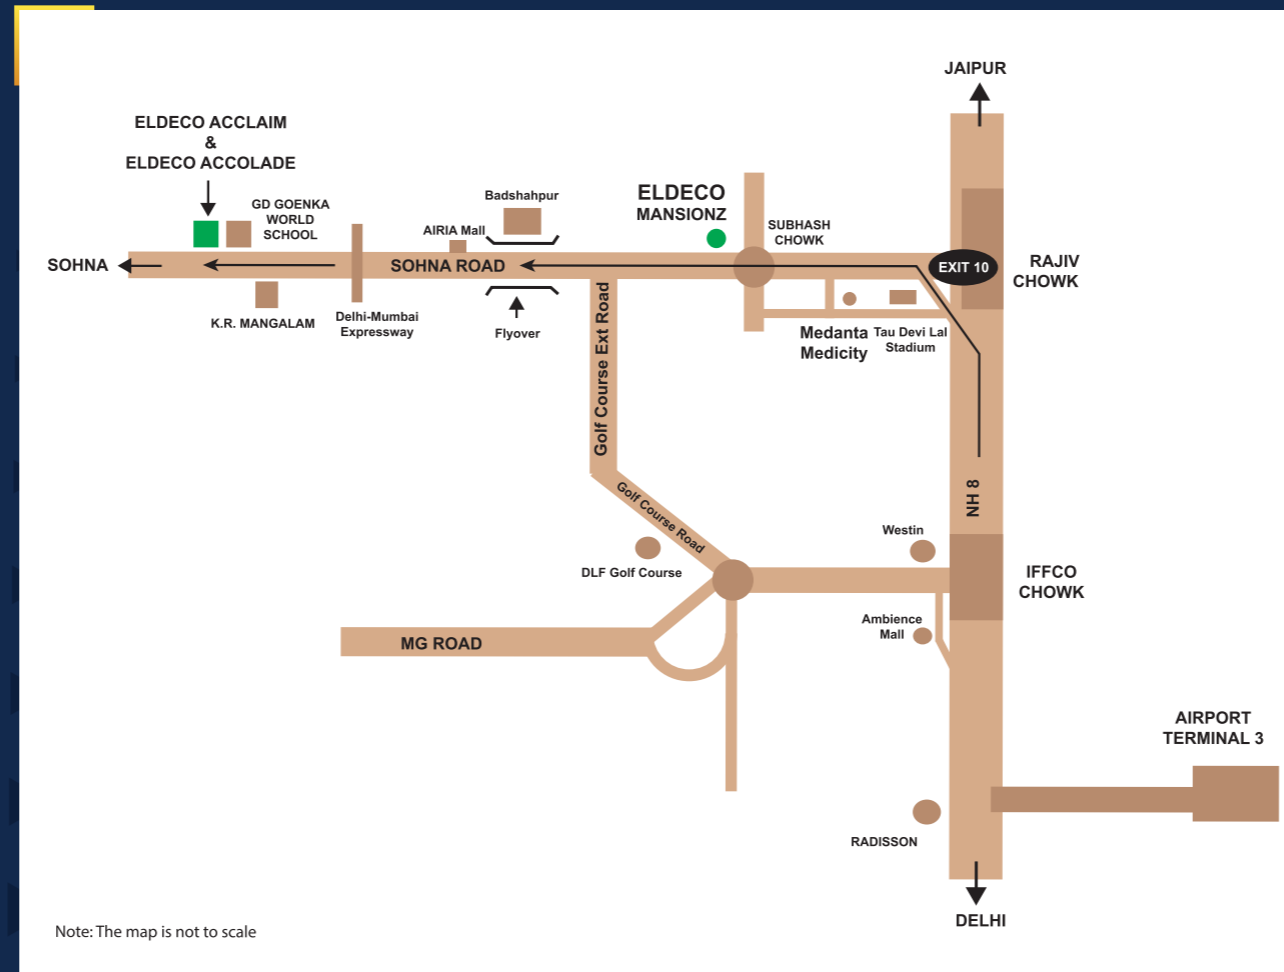 JAIPUR
ELDECO ACCLAIM
&
ELDECO ACCOLADE
GD GOENKA
WORLD
SCHOOL
Badshahpur
AIRIA Mall
ELDECO
MANSIONZ
SUBHASH
CHOWK
SOHNA
SOHNA ROAD
EXIT 10
RAJIV
CHOWK
K.R. MANGALAM
Delhi-Mumbai
Expressway
Flyover
Golf Course Ext Road
Medanta
Medicity
Tau Devi Lal
Stadium
NH 8
Golf Course Road
Westin
DLF Golf Course
IFFCO
CHOWK
Ambience
Mall
MG ROAD
AIRPORT
TERMINAL 3
RADISSON
DELHI
Note: The map is not to scale